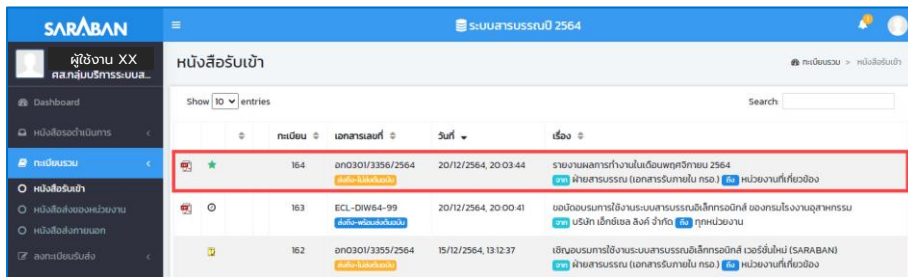 SARABAN
ระบบสารบรรณปี 2564
ผู้ใช้งาน XX
ศส.กลุ่มบริการระบบส...
Dashboard
หนังสือรอดำเนินการ
ทะเบียนรวม
หนังสือรับเข้า
หนังสือส่งของหน่วยงาน
หนังสือส่งภายนอก
ลงทะเบียนรับส่ง
หนังสือรับเข้า
ทะเบียนรวม > หนังสือรับเข้า
Show 10 entries
Search:
ทะเบียน เอกสารเลขที่ วันที่ เรื่อง
164 อก0301/3356/2564 20/12/2564, 20:03:44 รายงานผลการทำงานในเดือนพฤศจิกายน 2564
ส่งถึง-ไม่ส่งต้นฉบับ จาก ฝ่ายสารบรรณ (เอกสารรับภายใน กรอ.) ถึง หน่วยงานที่เกี่ยวข้อง
163 ECL-DIW64-99 20/12/2564, 20:00:41 ขอนัดอบรมการใช้งานระบบสารบรรณอิเล็กทรอนิกส์ ของกรมโรงงานอุตสาหกรรม
ส่งถึง-พร้อมส่งต้นฉบับ จาก บริษัท เอ็กซ์เซล ลิงค์ จำกัด ถึง ทุกหน่วยงาน
162 อก0301/3355/2564 15/12/2564, 13:12:37 เชิญอบรมการใช้งานระบบสารบรรณอิเล็กทรอนิกส์ เวอร์ชั่นใหม่ (SARABAN)
ส่งถึง-ไม่ส่งต้นฉบับ จาก ฝ่ายสารบรรณ (เอกสารรับภายใน กรอ.) ถึง หน่วยงานที่เกี่ยวข้อง